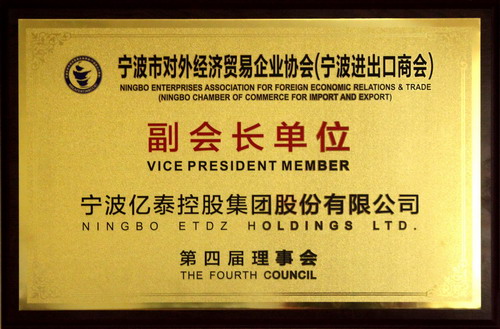 宁波市对外经济贸易企业协会(宁波进出口商会)
NINGBO ENTERPRISES ASSOCIATION FOR FOREIGN ECONOMIC RELATIONS & TRADE
(NINGBO CHAMBER OF COMMERCE FOR IMPORT AND EXPORT)
副会长单位
VICE PRESIDENT MEMBER
宁波亿泰控股集团股份有限公司
NINGBO ETDZ HOLDINGS LTD.
第四届理事会
THE FOURTH COUNCIL